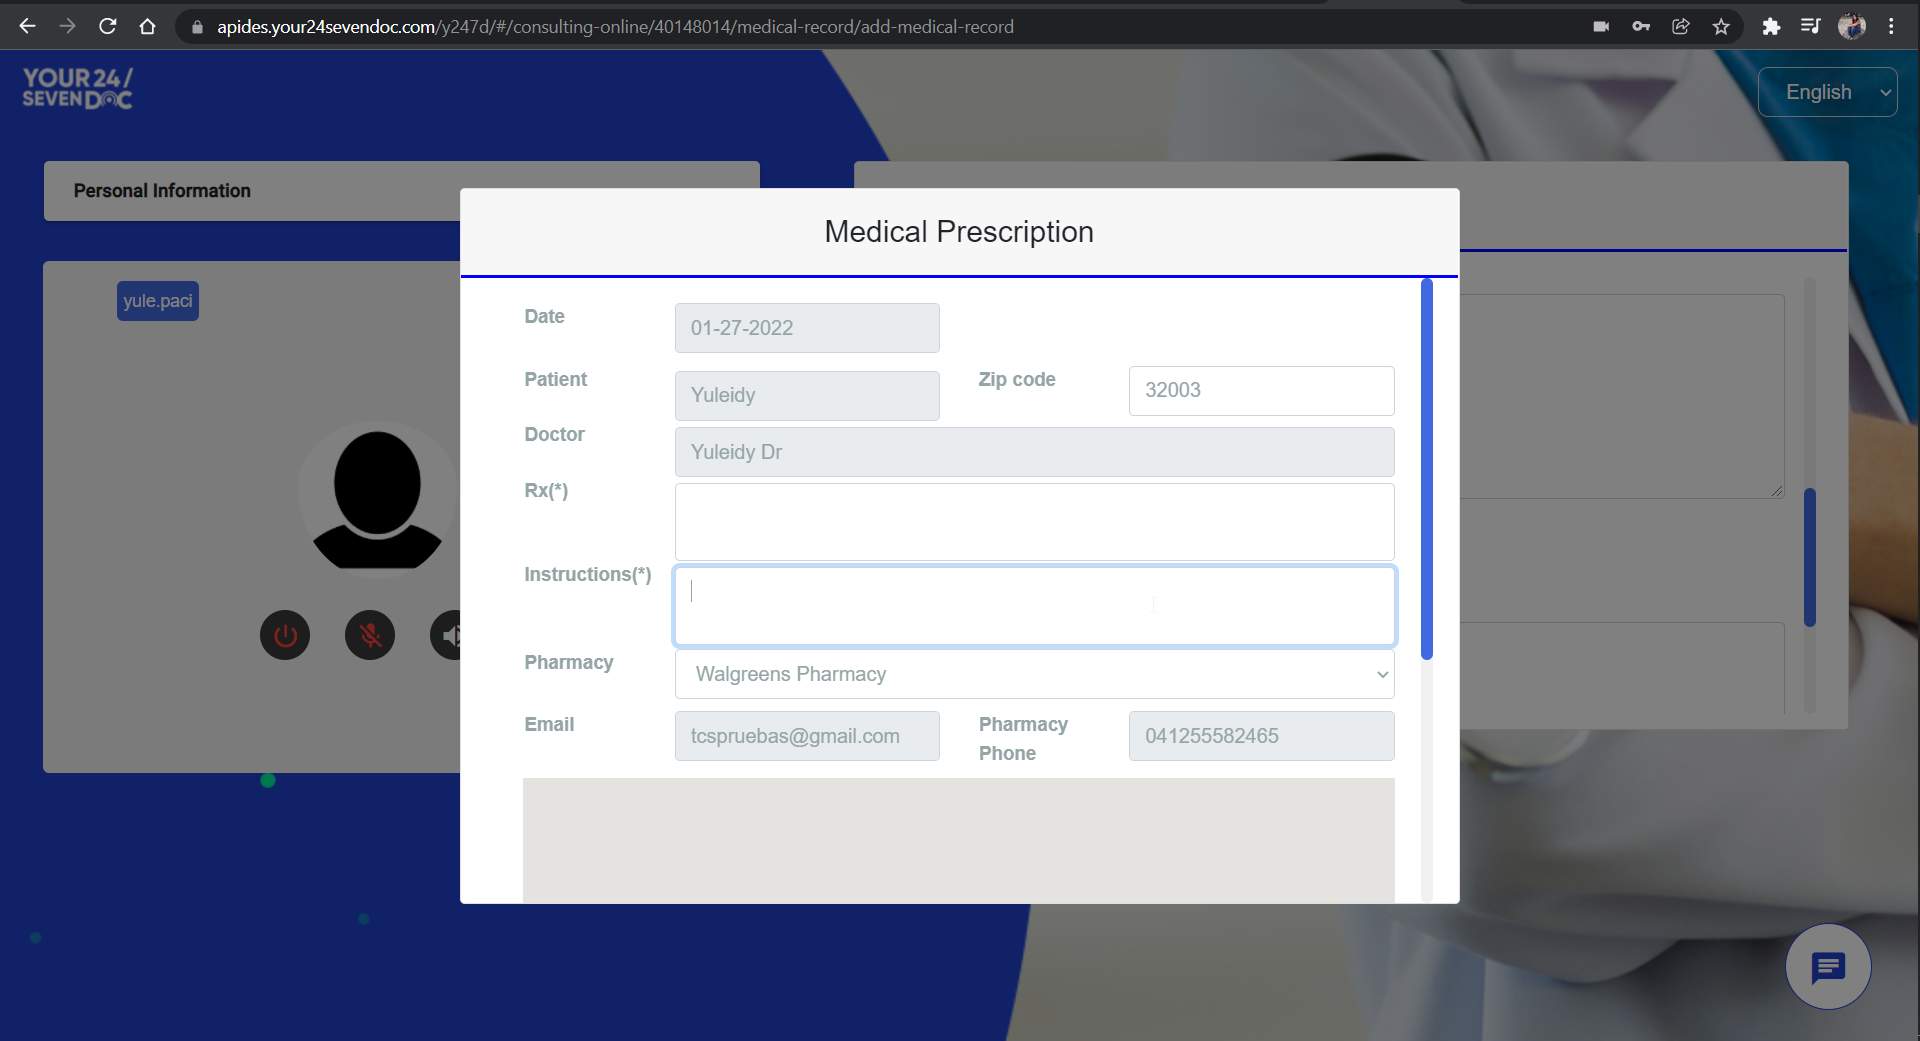 apides.your24sevendoc.com/y247d/#/consulting-online/40148014/medical-record/add-medical-record
YOUR 24/
SEVEN DOC
English
Personal Information
yule.paci
Medical Prescription
Date
01-27-2022
Patient
Yuleidy
Zip code
32003
Doctor
Yuleidy Dr
Rx(*)
Instructions(*)
Pharmacy
Walgreens Pharmacy
Email
tcspruebas@gmail.com
Pharmacy
Phone
041255582465